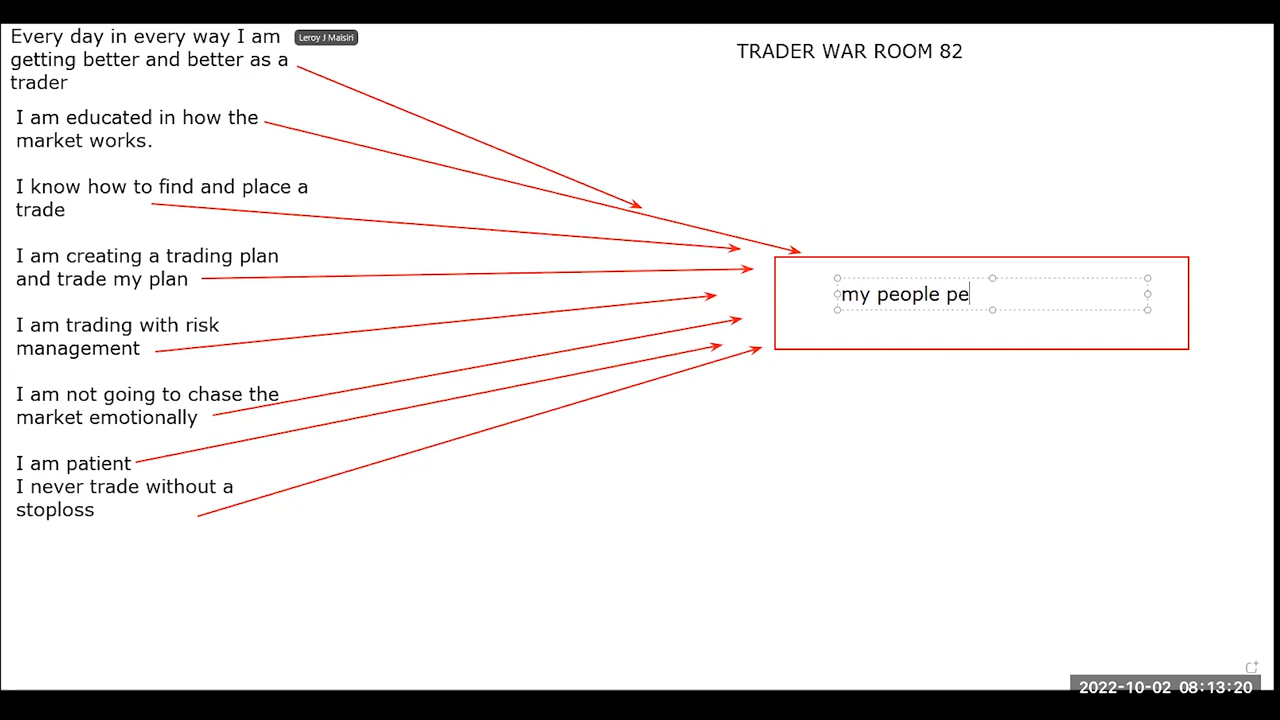 Every day in every way I am
getting better and better as a
trader
Leroy J Maisiri
TRADER WAR ROOM 82
I am educated in how the
market works.
I know how to find and place a
trade
I am creating a trading plan
and trade my plan
my people pe
I am trading with risk
management
I am not going to chase the
market emotionally
I am patient
I never trade without a
stoploss
2022-10-02 08:13:20